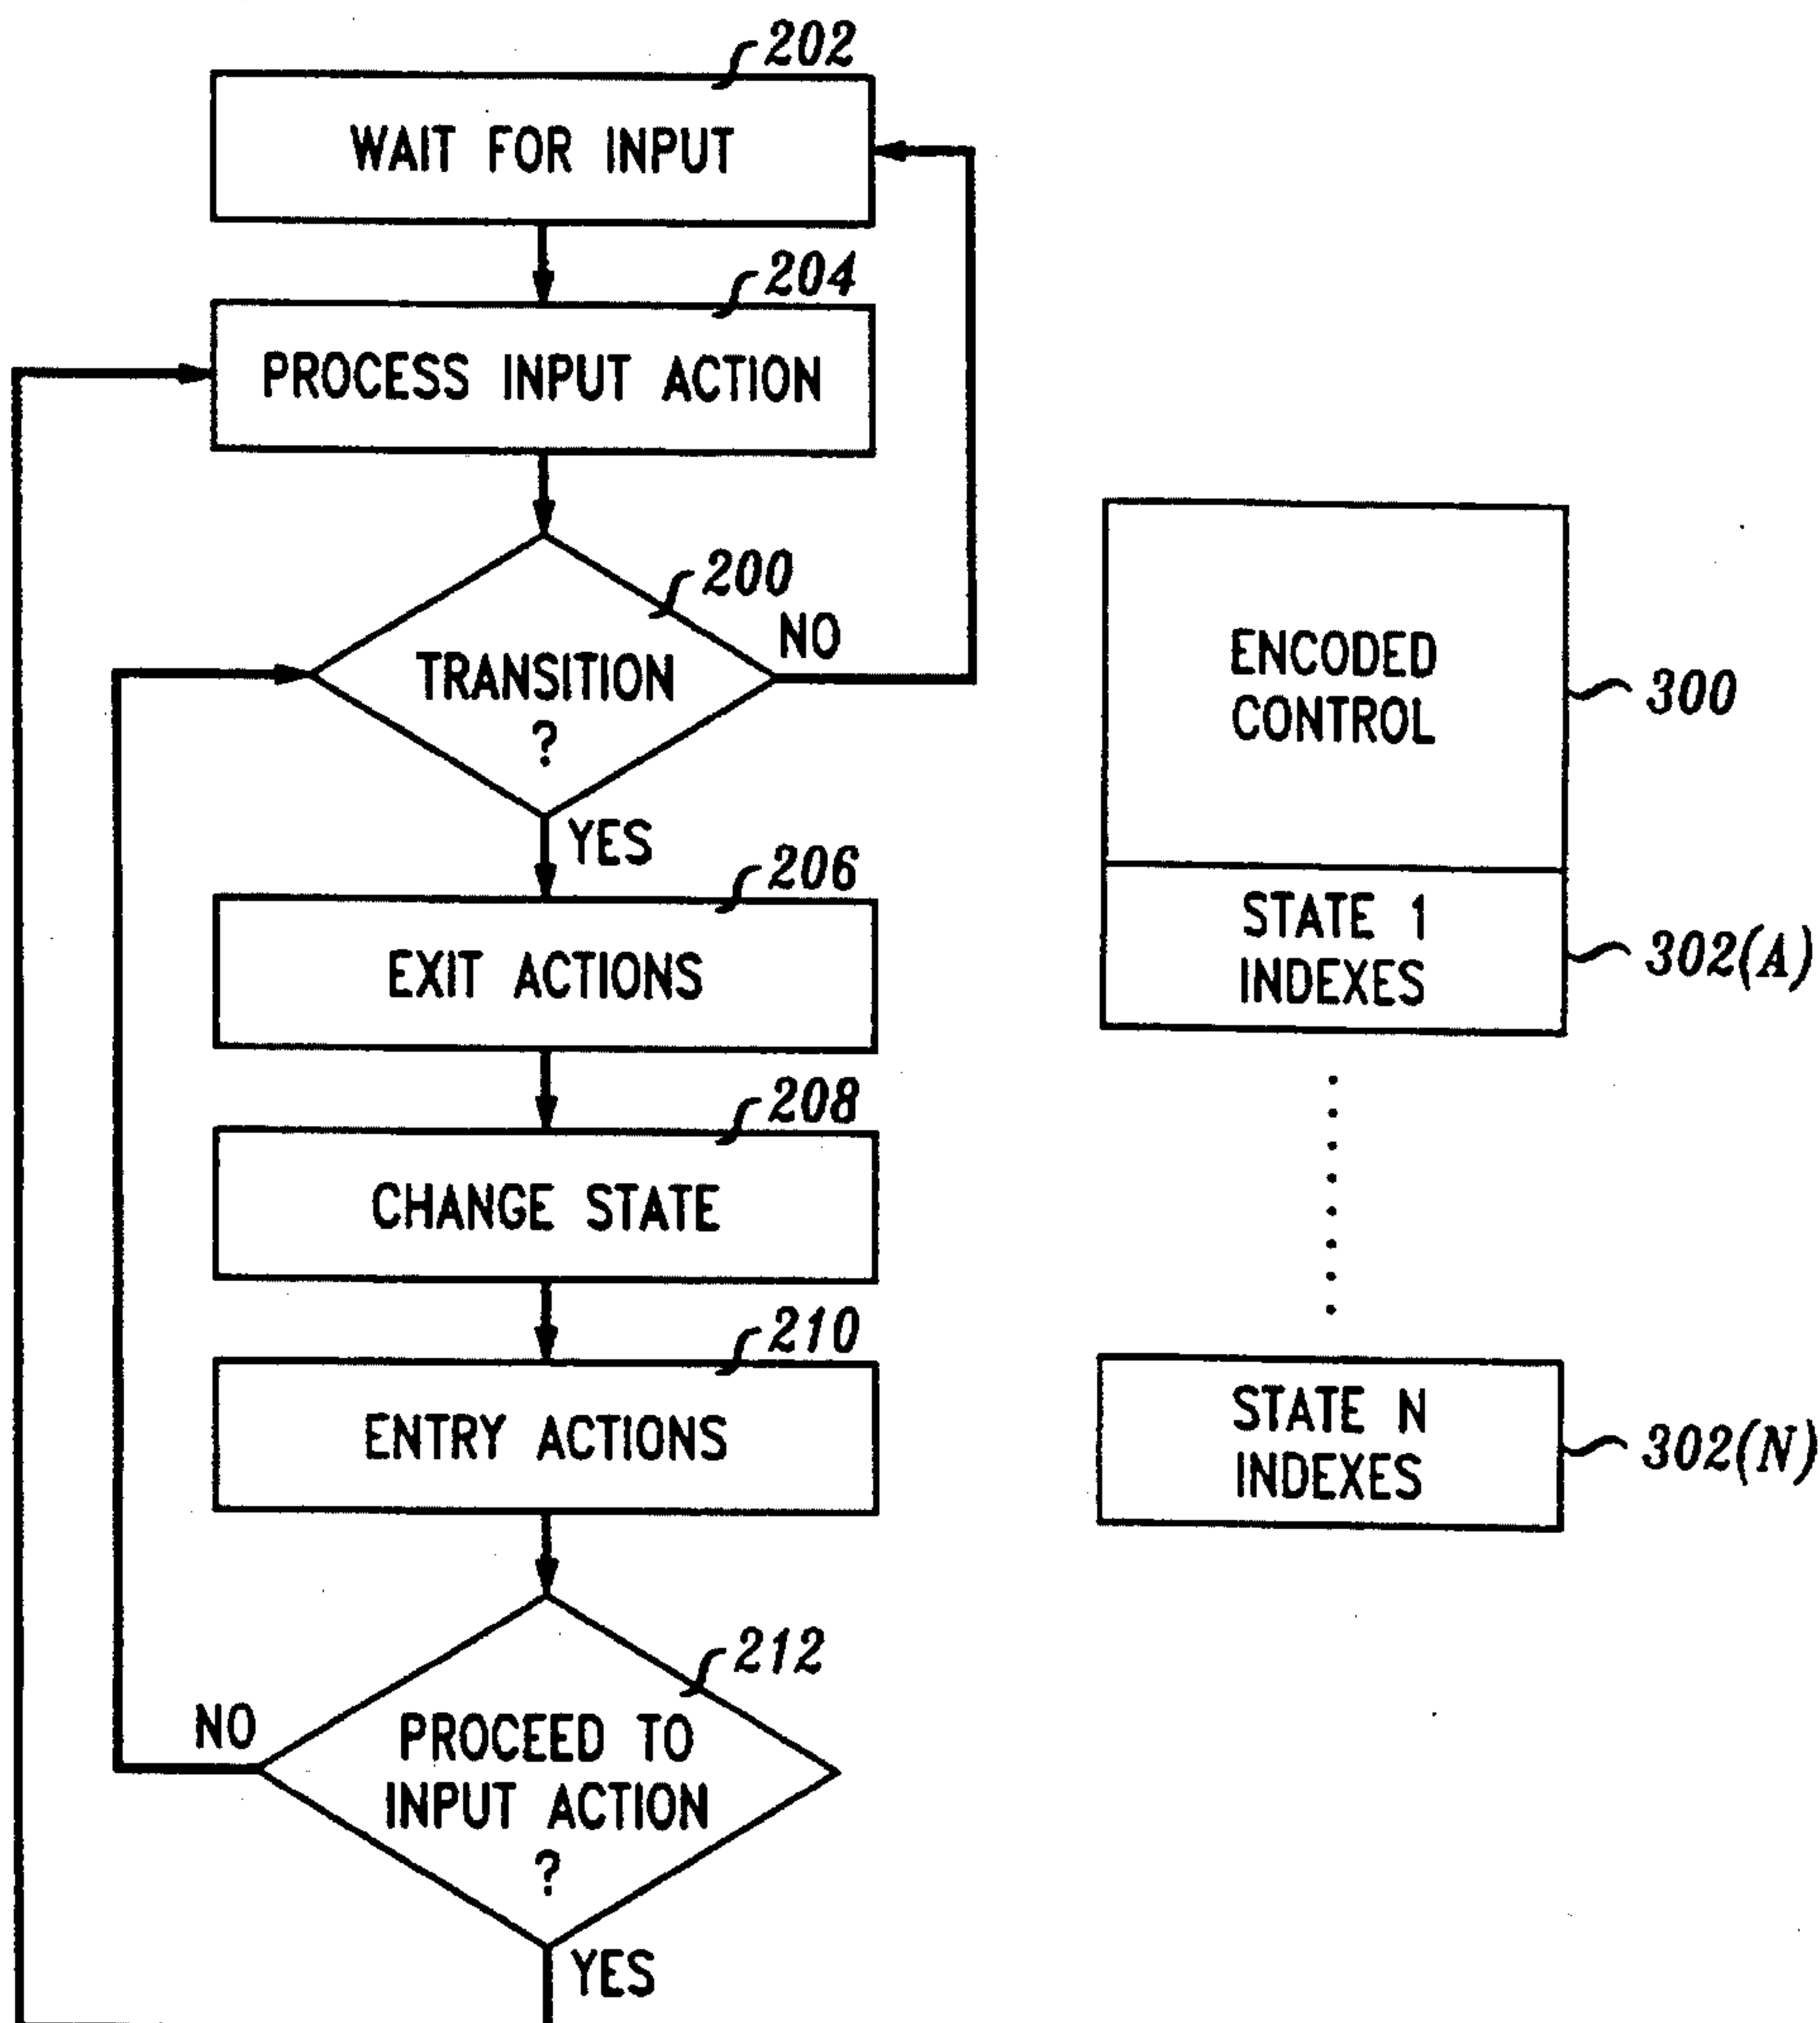 202
WAIT FOR INPUT
204
PROCESS INPUT ACTION
200
TRANSITION
?
NO
YES
206
EXIT ACTIONS
208
CHANGE STATE
210
ENTRY ACTIONS
212
PROCEED TO
INPUT ACTION
?
NO
YES
ENCODED
CONTROL
300
STATE 1
INDEXES
302(A)
STATE N
INDEXES
302(N)